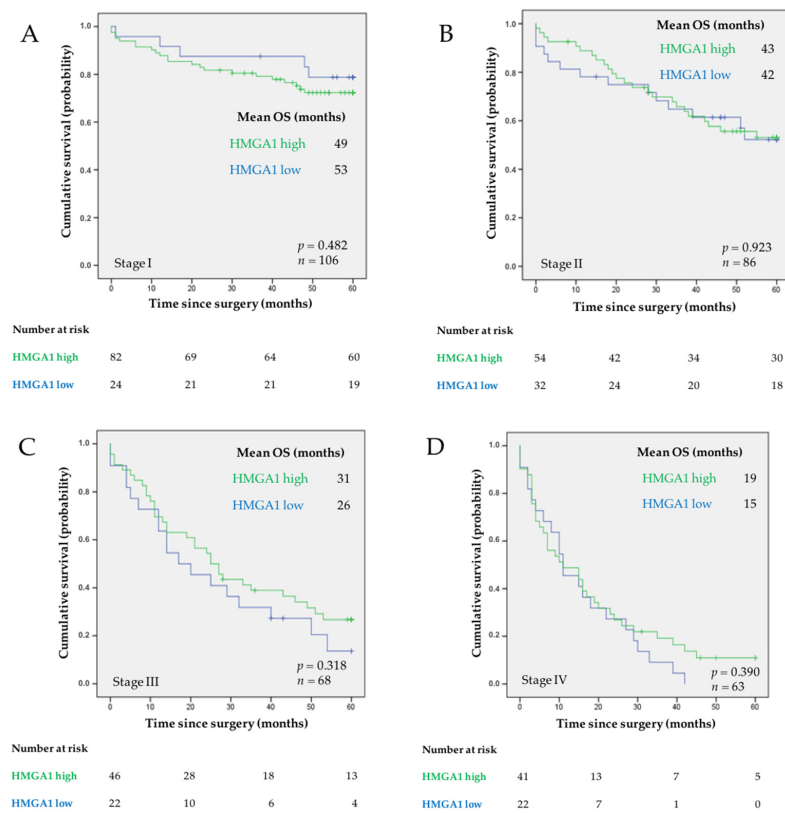 A
Cumulative survival (probability)
1.0
0.8
0.6
0.4
0.2
0.0
Mean OS (months)
HMGA1 high 49
HMGA1 low 53
p = 0.482
n = 106
Stage I
0 10 20 30 40 50 60
Time since surgery (months)
Number at risk
HMGA1 high 82 69 64 60
HMGA1 low 24 21 21 19
B
Cumulative survival (probability)
1.0
0.8
0.6
0.4
0.2
0.0
Mean OS (months)
HMGA1 high 43
HMGA1 low 42
p = 0.923
n = 86
Stage II
0 10 20 30 40 50 60
Time since surgery (months)
Number at risk
HMGA1 high 54 42 34 30
HMGA1 low 32 24 20 18
C
Cumulative survival (probability)
1.0
0.8
0.6
0.4
0.2
0.0
Mean OS (months)
HMGA1 high 31
HMGA1 low 26
p = 0.318
n = 68
Stage III
0 10 20 30 40 50 60
Time since surgery (months)
Number at risk
HMGA1 high 46 28 18 13
HMGA1 low 22 10 6 4
D
Cumulative survival (probability)
1.0
0.8
0.6
0.4
0.2
0.0
Mean OS (months)
HMGA1 high 19
HMGA1 low 15
p = 0.390
n = 63
Stage IV
0 10 20 30 40 50 60
Time since surgery (months)
Number at risk
HMGA1 high 41 13 7 5
HMGA1 low 22 7 1 0